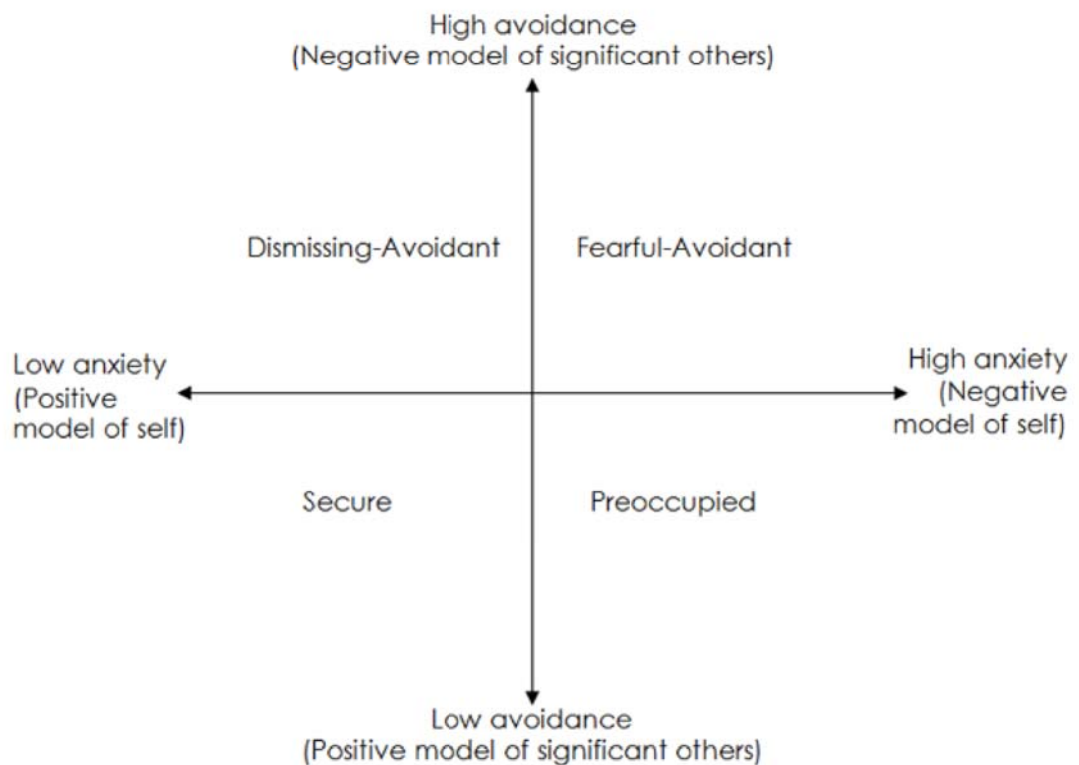 High avoidance
(Negative model of significant others)
Dismissing-Avoidant
Fearful-Avoidant
Low anxiety
(Positive
model of self)
High anxiety
(Negative
model of self)
Secure
Preoccupied
Low avoidance
(Positive model of significant others)